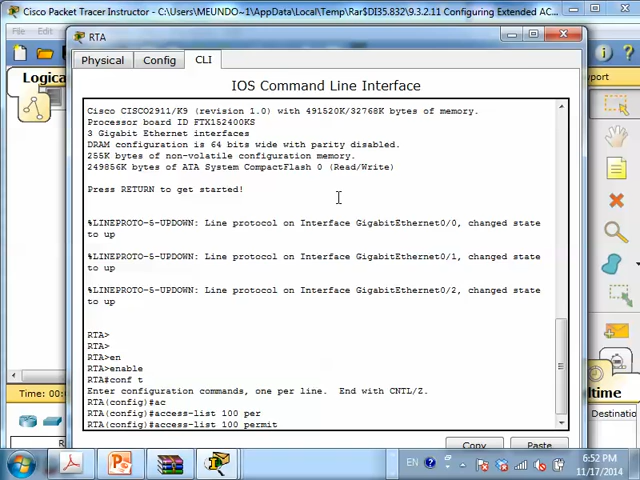 Cisco Packet Tracer Instructor - C:\Users\MEUNDO~1\AppData\Local\Temp\Rar$DI35.832\9.3.2.11 Configuring Extended AC...
File
RTA
Physical
Config
CLI
Logical
port
IOS Command Line Interface
Cisco CISCO2911/K9 (revision 1.0) with 491520K/32768K bytes of memory.
Processor board ID FTX152400KS
3 Gigabit Ethernet interfaces
DRAM configuration is 64 bits wide with parity disabled.
255K bytes of non-volatile configuration memory.
249856K bytes of ATA System CompactFlash 0 (Read/Write)
Press RETURN to get started!
%LINEPROTO-5-UPDOWN: Line protocol on Interface GigabitEthernet0/0, changed state
to up
%LINEPROTO-5-UPDOWN: Line protocol on Interface GigabitEthernet0/1, changed state
to up
%LINEPROTO-5-UPDOWN: Line protocol on Interface GigabitEthernet0/2, changed state
to up
RTA>
RTA>
RTA>en
RTA>enable
RTA#conf t
Enter configuration commands, one per line.  End with CNTL/Z.
RTA(config)#ac
RTA(config)#access-list 100 per
RTA(config)#access-list 100 permit
Time: 00:
Destinatio
Copy
Paste
EN
6:52 PM
11/17/2014